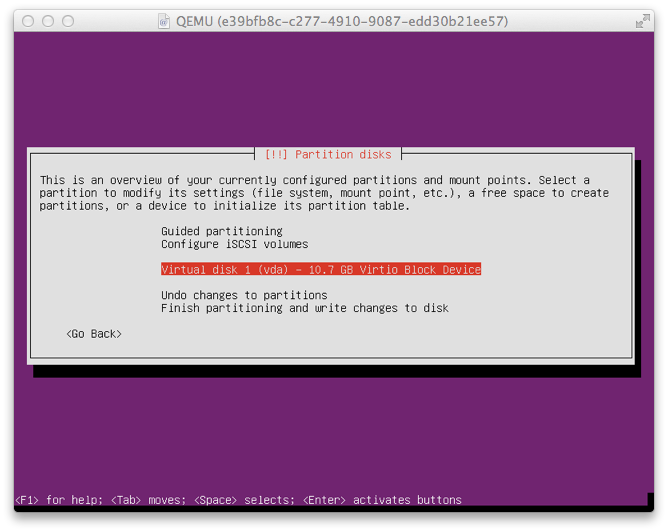 QEMU (e39bfb8c-c277-4910-9087-edd30b21ee57)
[!!] Partition disks
This is an overview of your currently configured partitions and mount points. Select a
partition to modify its settings (file system, mount point, etc.), a free space to create
partitions, or a device to initialize its partition table.
Guided partitioning
Configure iSCSI volumes
Virtual disk 1 (vda) - 10.7 GB Virtio Block Device
Undo changes to partitions
Finish partitioning and write changes to disk
<Go Back>
<F1> for help; <Tab> moves; <Space> selects; <Enter> activates buttons